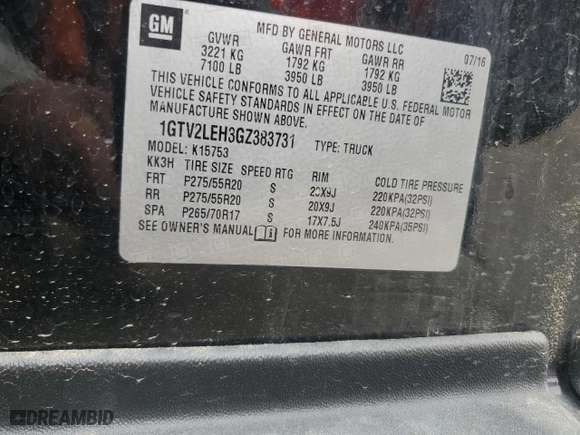 GM
MFD BY GENERAL MOTORS LLC
GVWR GAWR FRT GAWR RR 07/16
3221 KG 1792 KG 1792 KG
7100 LB 3950 LB 3950 LB
THIS VEHICLE CONFORMS TO ALL APPLICABLE U.S. FEDERAL MOTOR
VEHICLE SAFETY STANDARDS IN EFFECT ON THE DATE OF
MANUFACTURE SHOWN ABOVE.
1GTV2LEH3GZ383731 TYPE: TRUCK
MODEL: K15753
KK3H TIRE SIZE SPEED RTG RIM COLD TIRE PRESSURE
FRT P275/55R20 S 20X9J 220KPA(32PSI)
RR P275/55R20 S 20X9J 220KPA(32PSI)
SPA P265/70R17 S 17X7.5J 240KPA(35PSI)
SEE OWNER'S MANUAL FOR MORE INFORMATION.
DREAMBID